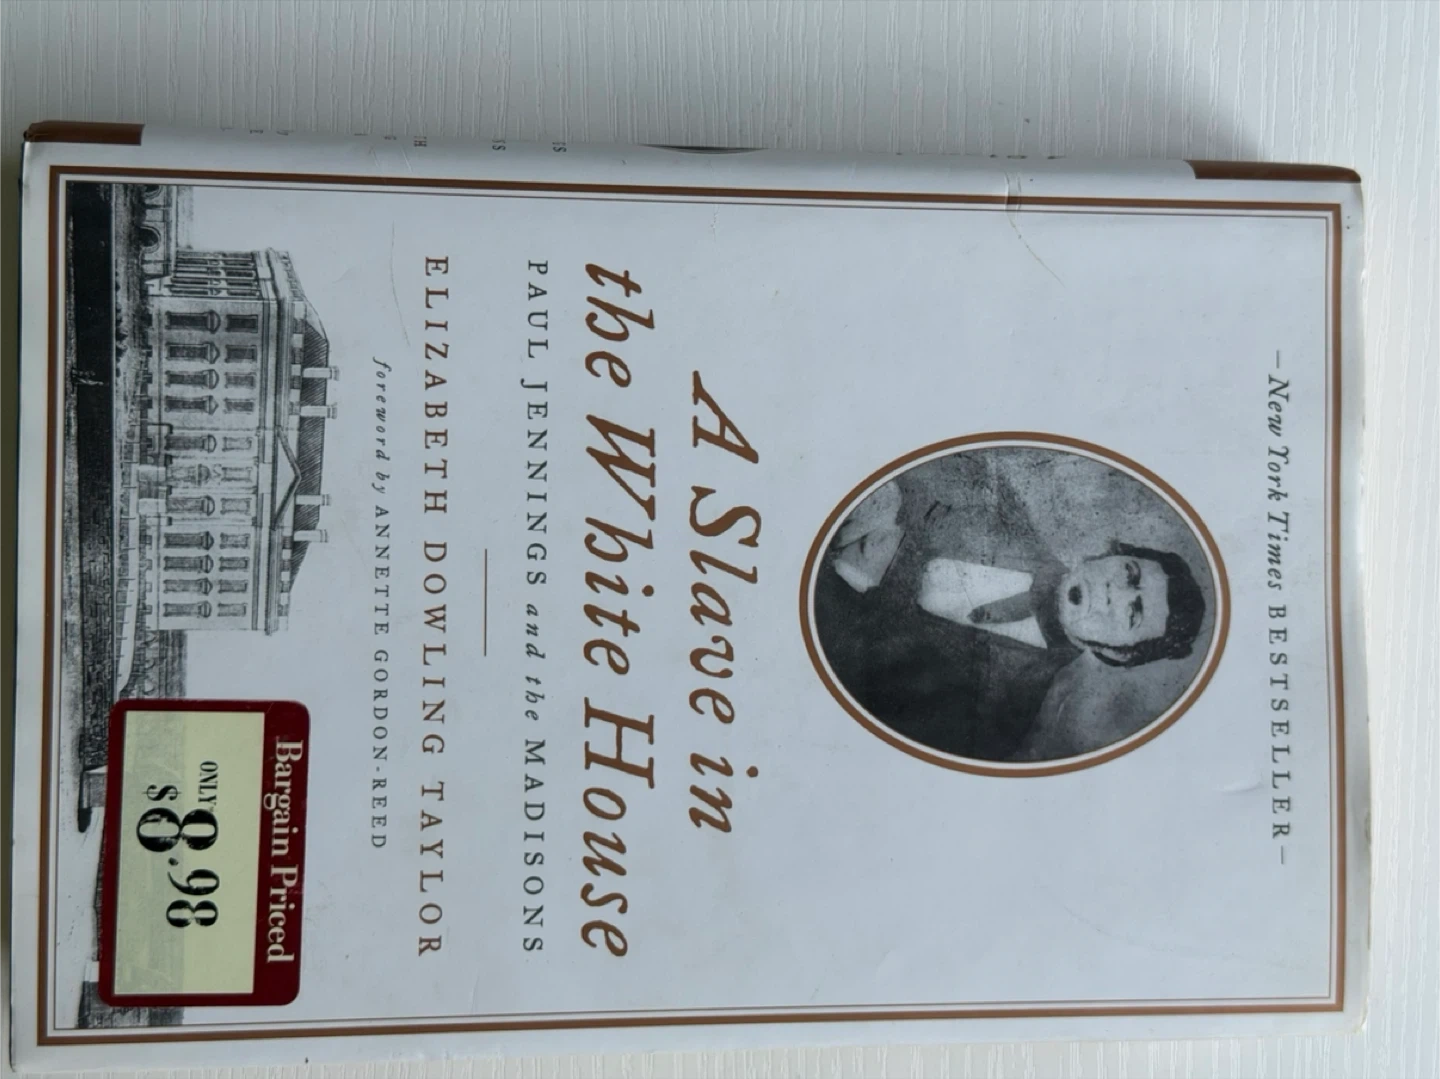 —New York Times BESTSELLER—
A Slave in
the White House
PAUL JENNINGS and the MADISONS
ELIZABETH DOWLING TAYLOR
foreword by ANNETTE GORDON-REED
Bargain Priced
ONLY
$8.98